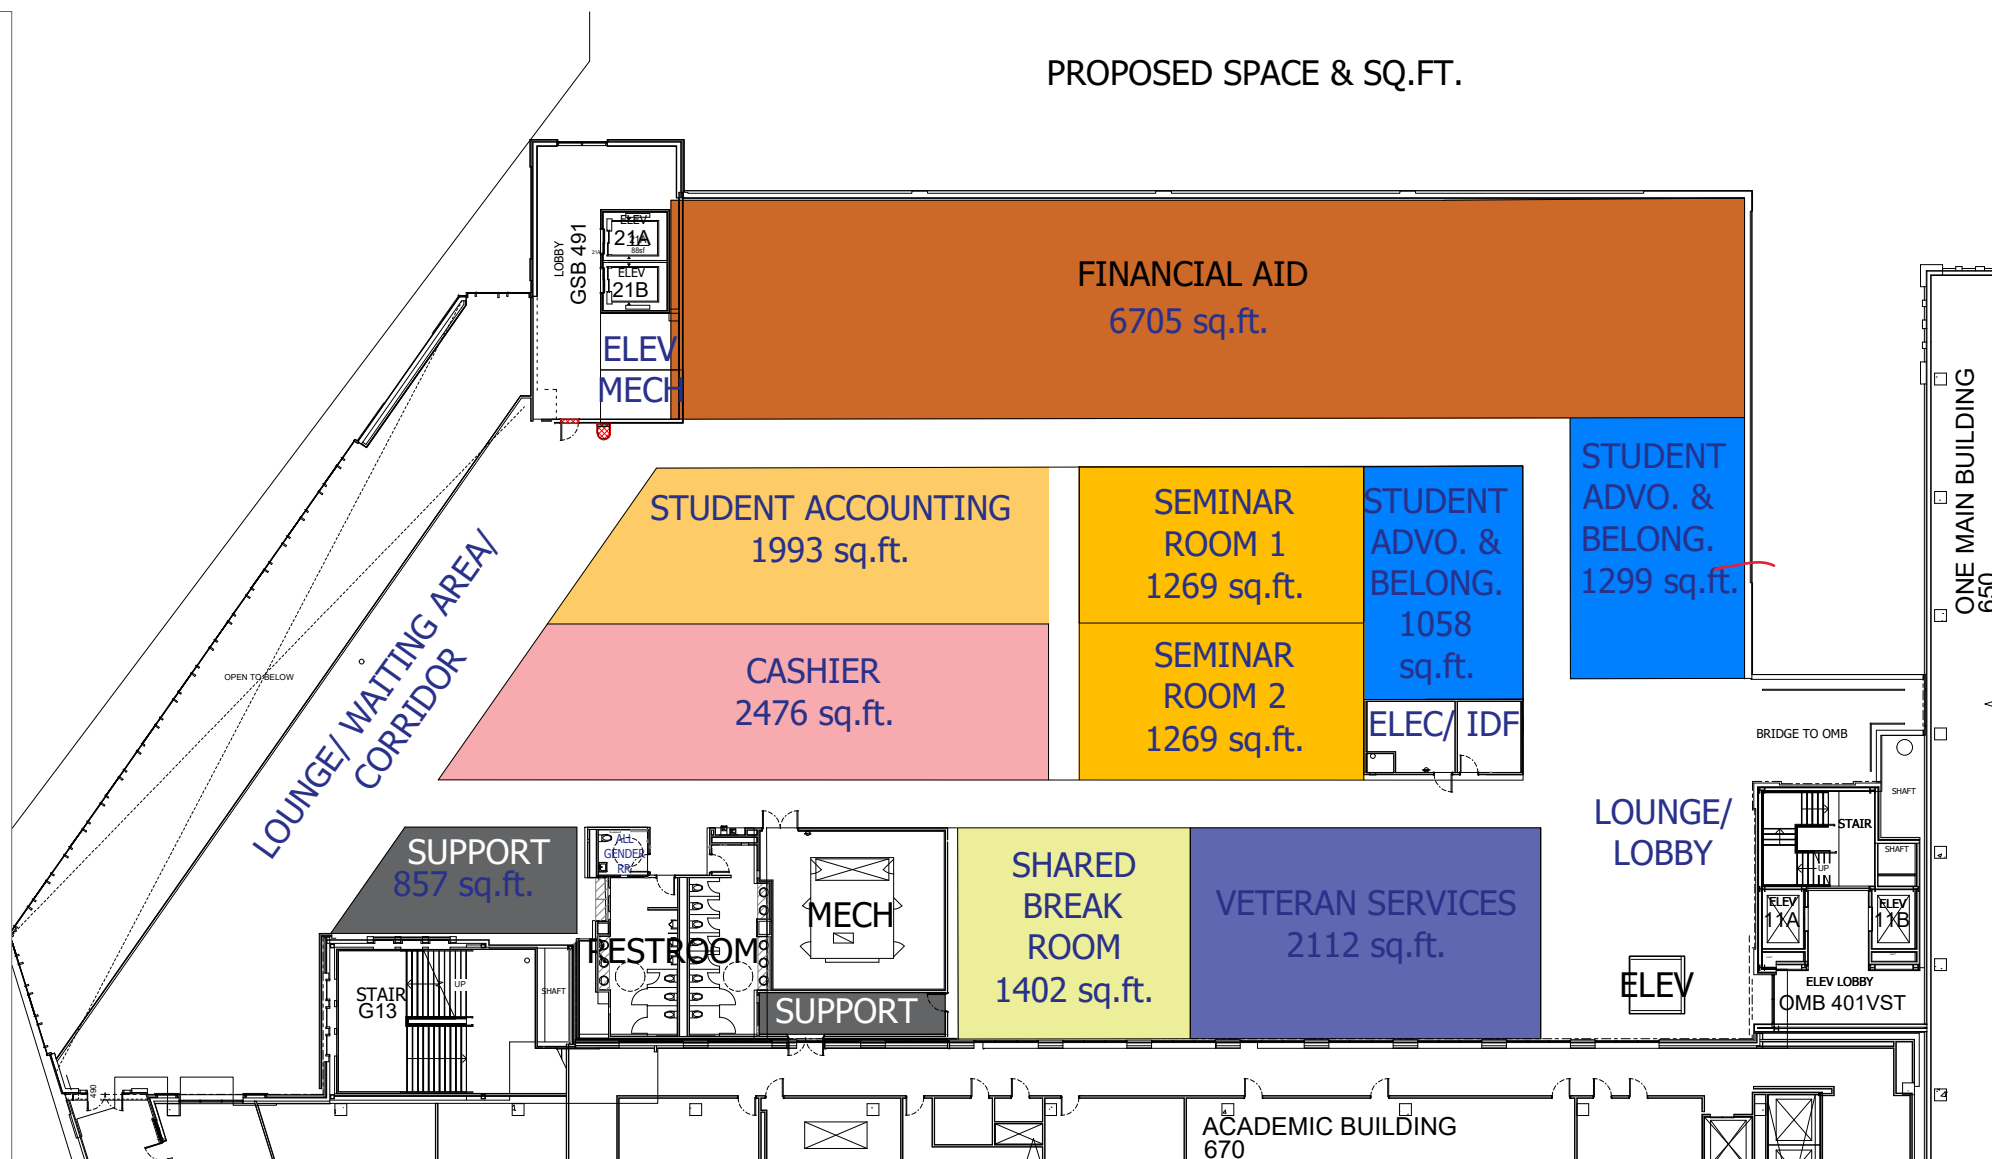 PROPOSED SPACE & SQ.FT.
LOBBY
GSB 491
ELEV
21A
88sf
ELEV
21B
ELEV
MECH
FINANCIAL AID
6705 sq.ft.
STUDENT ACCOUNTING
1993 sq.ft.
SEMINAR
ROOM 1
1269 sq.ft.
STUDENT
ADVO. &
BELONG.
1058
sq.ft.
STUDENT
ADVO. &
BELONG.
1299 sq.ft.
ONE MAIN BUILDING
650
OPEN TO BELOW
LOUNGE/ WAITING AREA/
CORRIDOR
CASHIER
2476 sq.ft.
SEMINAR
ROOM 2
1269 sq.ft.
ELEC/ IDF
BRIDGE TO OMB
SHAFT
LOUNGE/
LOBBY
STAIR
SHAFT
UP
SUPPORT
857 sq.ft.
ALL
GENDER
RR
RESTROOM
MECH
SHARED
BREAK
ROOM
1402 sq.ft.
VETERAN SERVICES
2112 sq.ft.
ELEV
11A
ELEV
11B
ELEV
ELEV LOBBY
OMB 401VST
STAIR
G13
UP
SHAFT
SUPPORT
490
ACADEMIC BUILDING
670